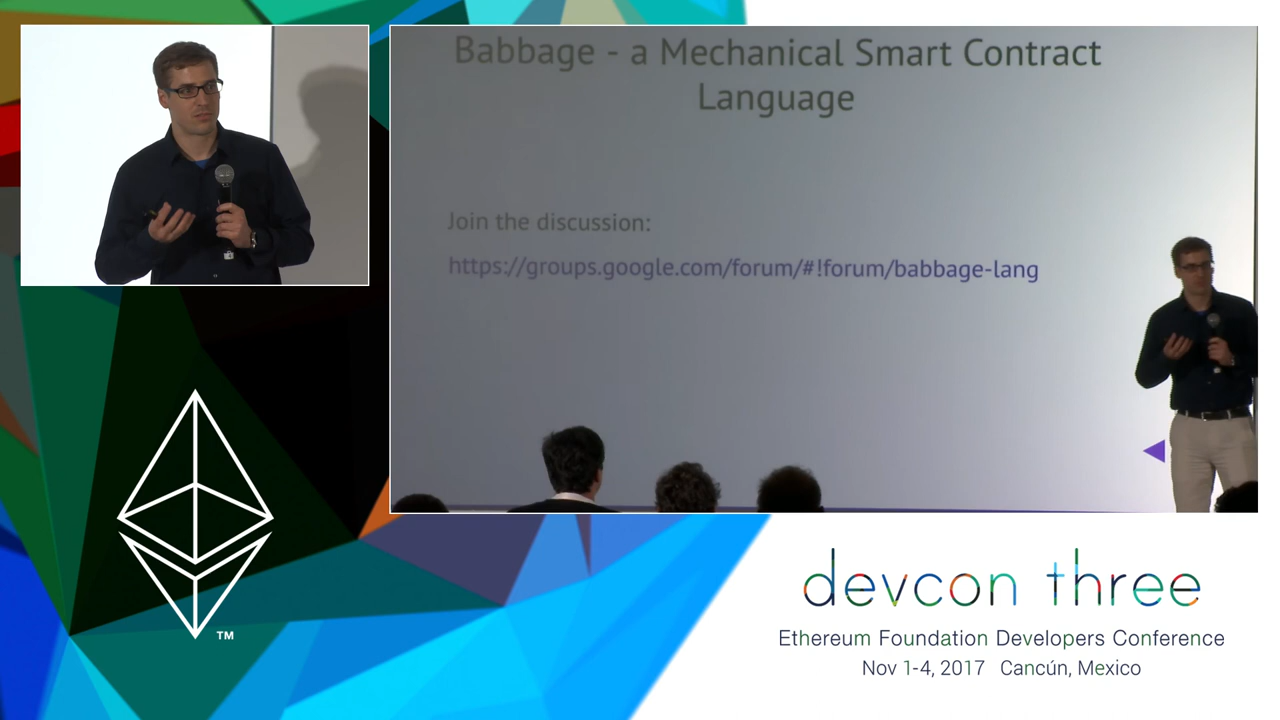 Babbage - a Mechanical Smart Contract
Language
Join the discussion:
https://groups.google.com/forum/#!forum/babbage-lang
TM
devcon three
Ethereum Foundation Developers Conference
Nov 1-4, 2017 Cancún, Mexico